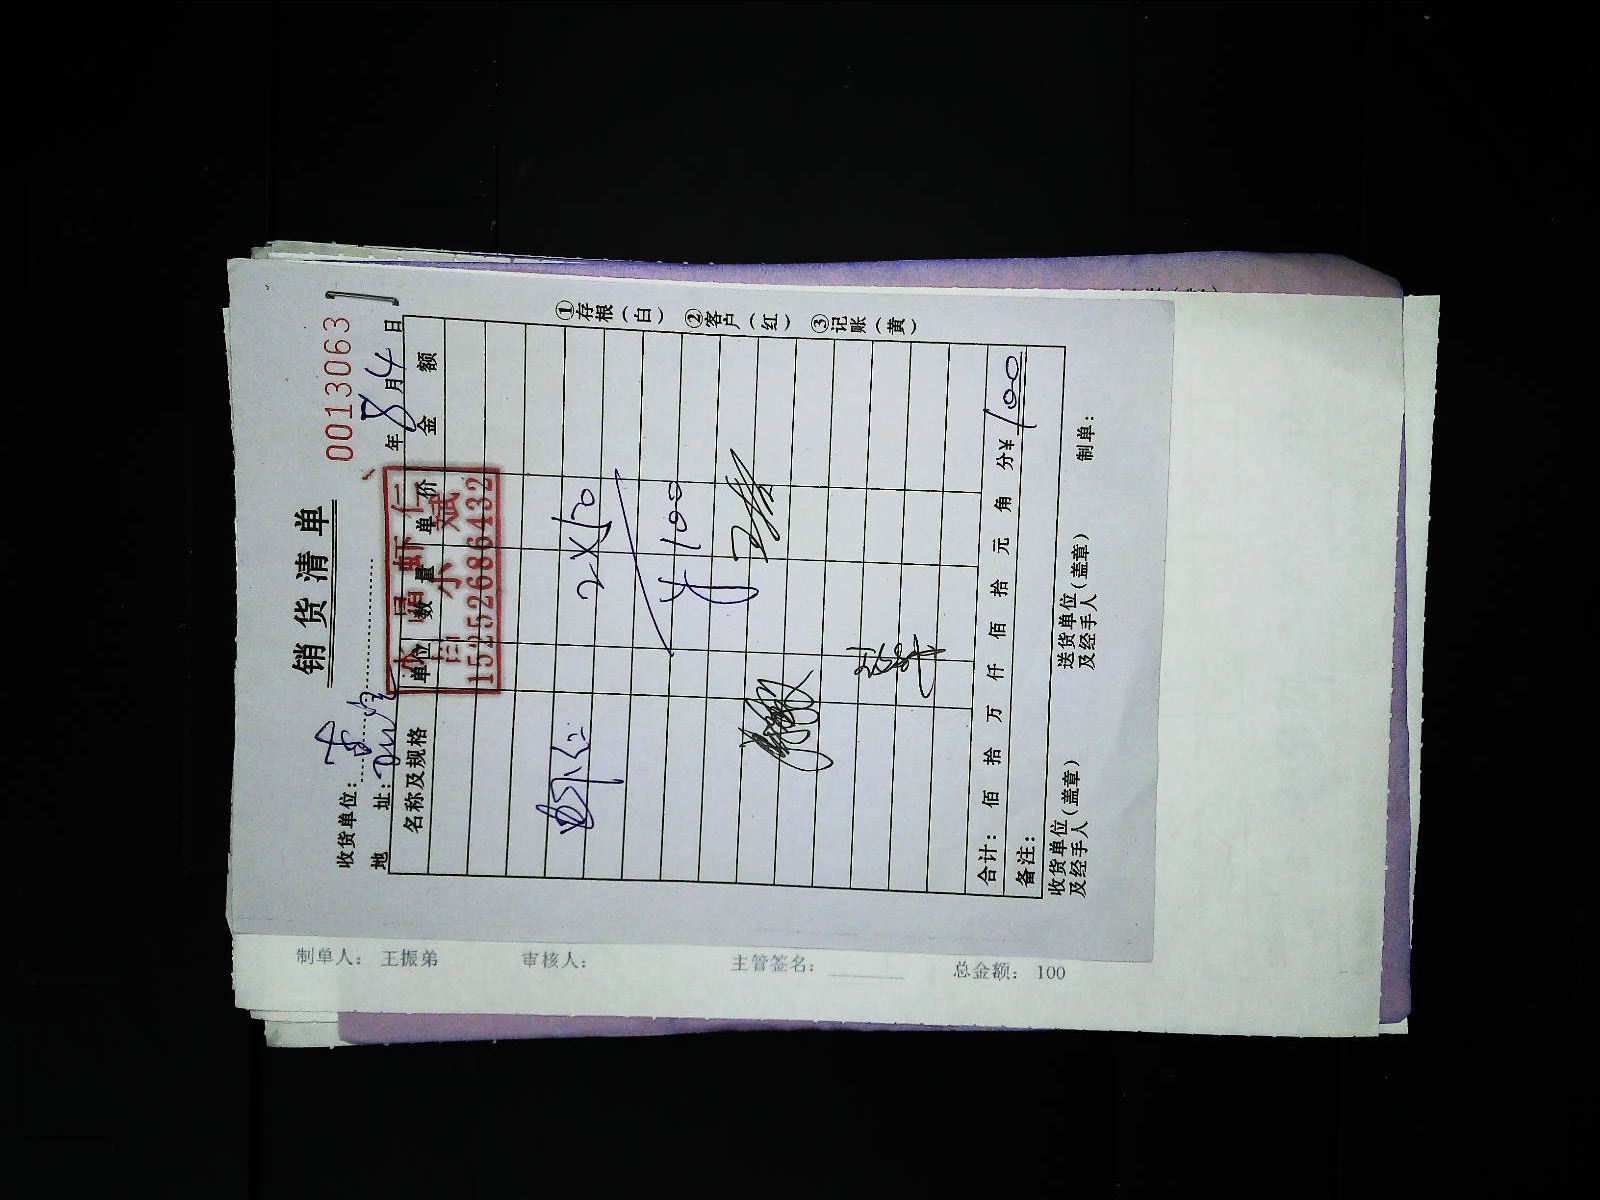 销货清单
0013063
收货单位：
年8月4日
地址：
水晶虾仁
15252686432
名称及规格 单位 数量 单价 金额
虾仁 2×50
¥100
合计： 佰 拾 万 仟 佰 拾 元 角 分¥100
备注：
收货单位(盖章)
及经手人
送货单位(盖章)
及经手人
制单：
①存根（白） ②客户（红） ③记账（黄）
制单人： 王振弟 审核人： 主管签名： 总金额： 100